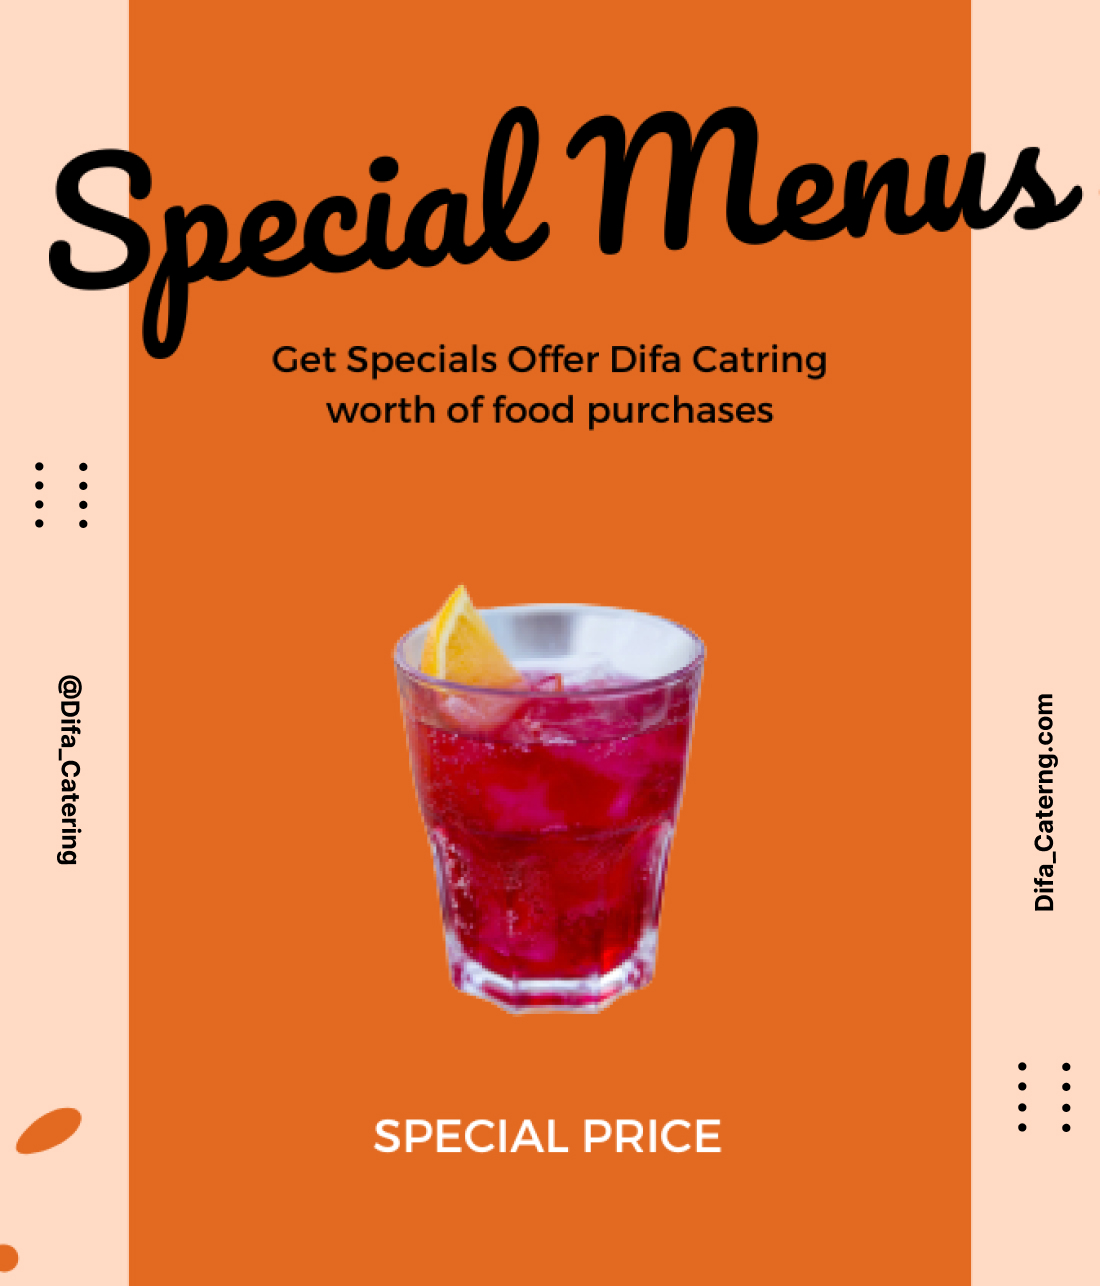 Special Menus
Get Specials Offer Difa Catring
worth of food purchases
@Difa_Catering
Difa_Caterng.com
SPECIAL PRICE